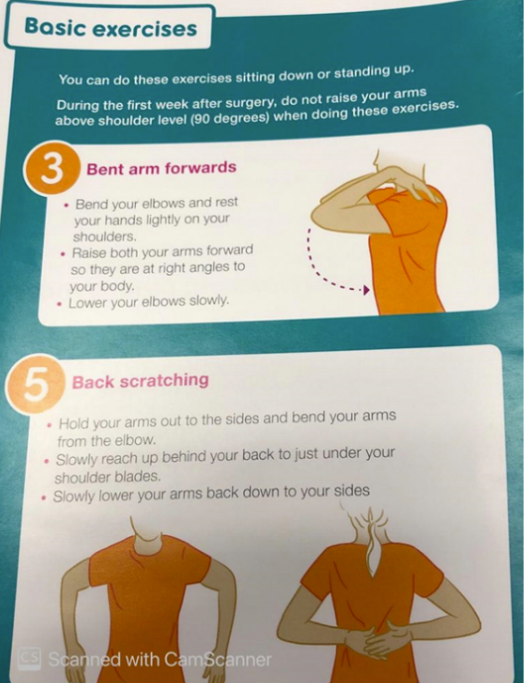 Basic exercises
You can do these exercises sitting down or standing up.
During the first week after surgery, do not raise your arms
above shoulder level (90 degrees) when doing these exercises.
3
Bent arm forwards
• Bend your elbows and rest
your hands lightly on your
shoulders.
• Raise both your arms forward
so they are at right angles to
your body.
• Lower your elbows slowly.
5
Back scratching
• Hold your arms out to the sides and bend your arms
from the elbow.
• Slowly reach up behind your back to just under your
shoulder blades.
• Slowly lower your arms back down to your sides
CS Scanned with CamScanner